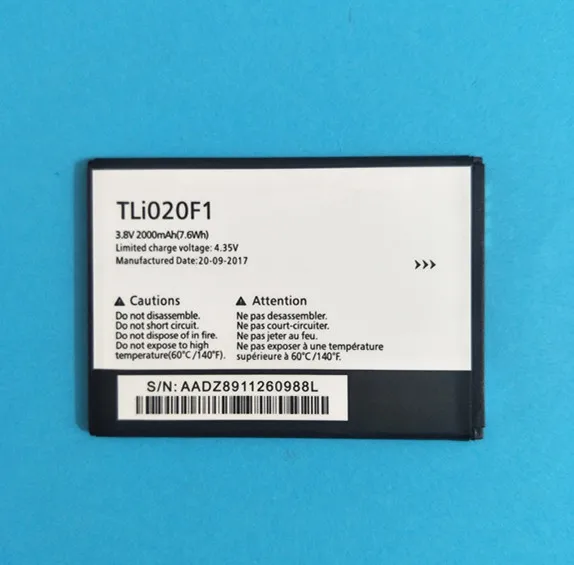 TLi020F1
3.8V 2000mAh(7.6Wh)
Limited charge voltage: 4.35V
Manufactured Date:20-09-2017
Cautions
Do not disassemble.
Do not short circuit.
Do not dispose of in fire.
Do not expose to high
temperature(60°C /140°F).
Attention
Ne pas desassembler.
Ne pas court-circuiter.
Ne pas jeter au feu.
Ne pas exposer à une température
supérieure à 60°C /140°F.
S/N: AADZ8911260988L